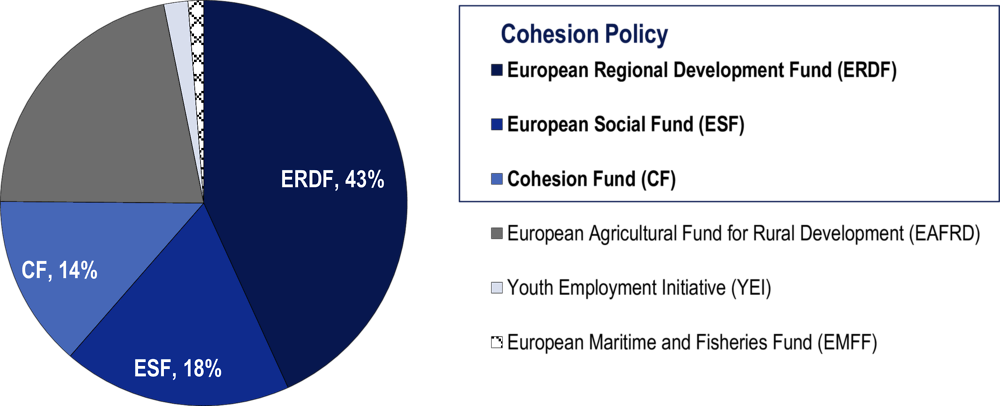 ERDF, 43%
CF, 14%
ESF, 18%
Cohesion Policy
European Regional Development Fund (ERDF)
European Social Fund (ESF)
Cohesion Fund (CF)
European Agricultural Fund for Rural Development (EAFRD)
Youth Employment Initiative (YEI)
European Maritime and Fisheries Fund (EMFF)